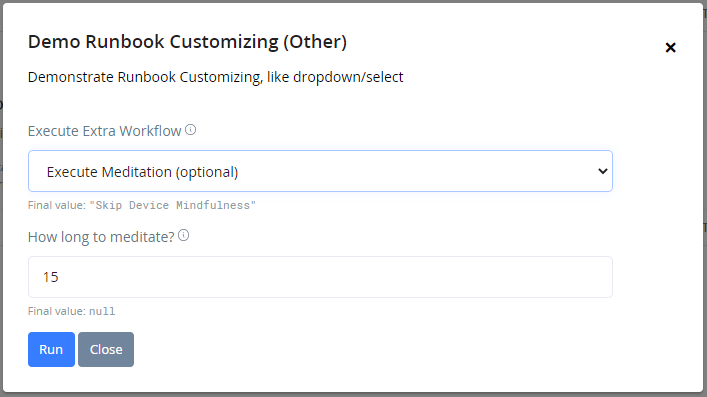 Demo Runbook Customizing (Other)
Demonstrate Runbook Customizing, like dropdown/select
Execute Extra Workflow
Execute Meditation (optional)
Final value: "Skip Device Mindfulness"
How long to meditate?
15
Final value: null
Run Close